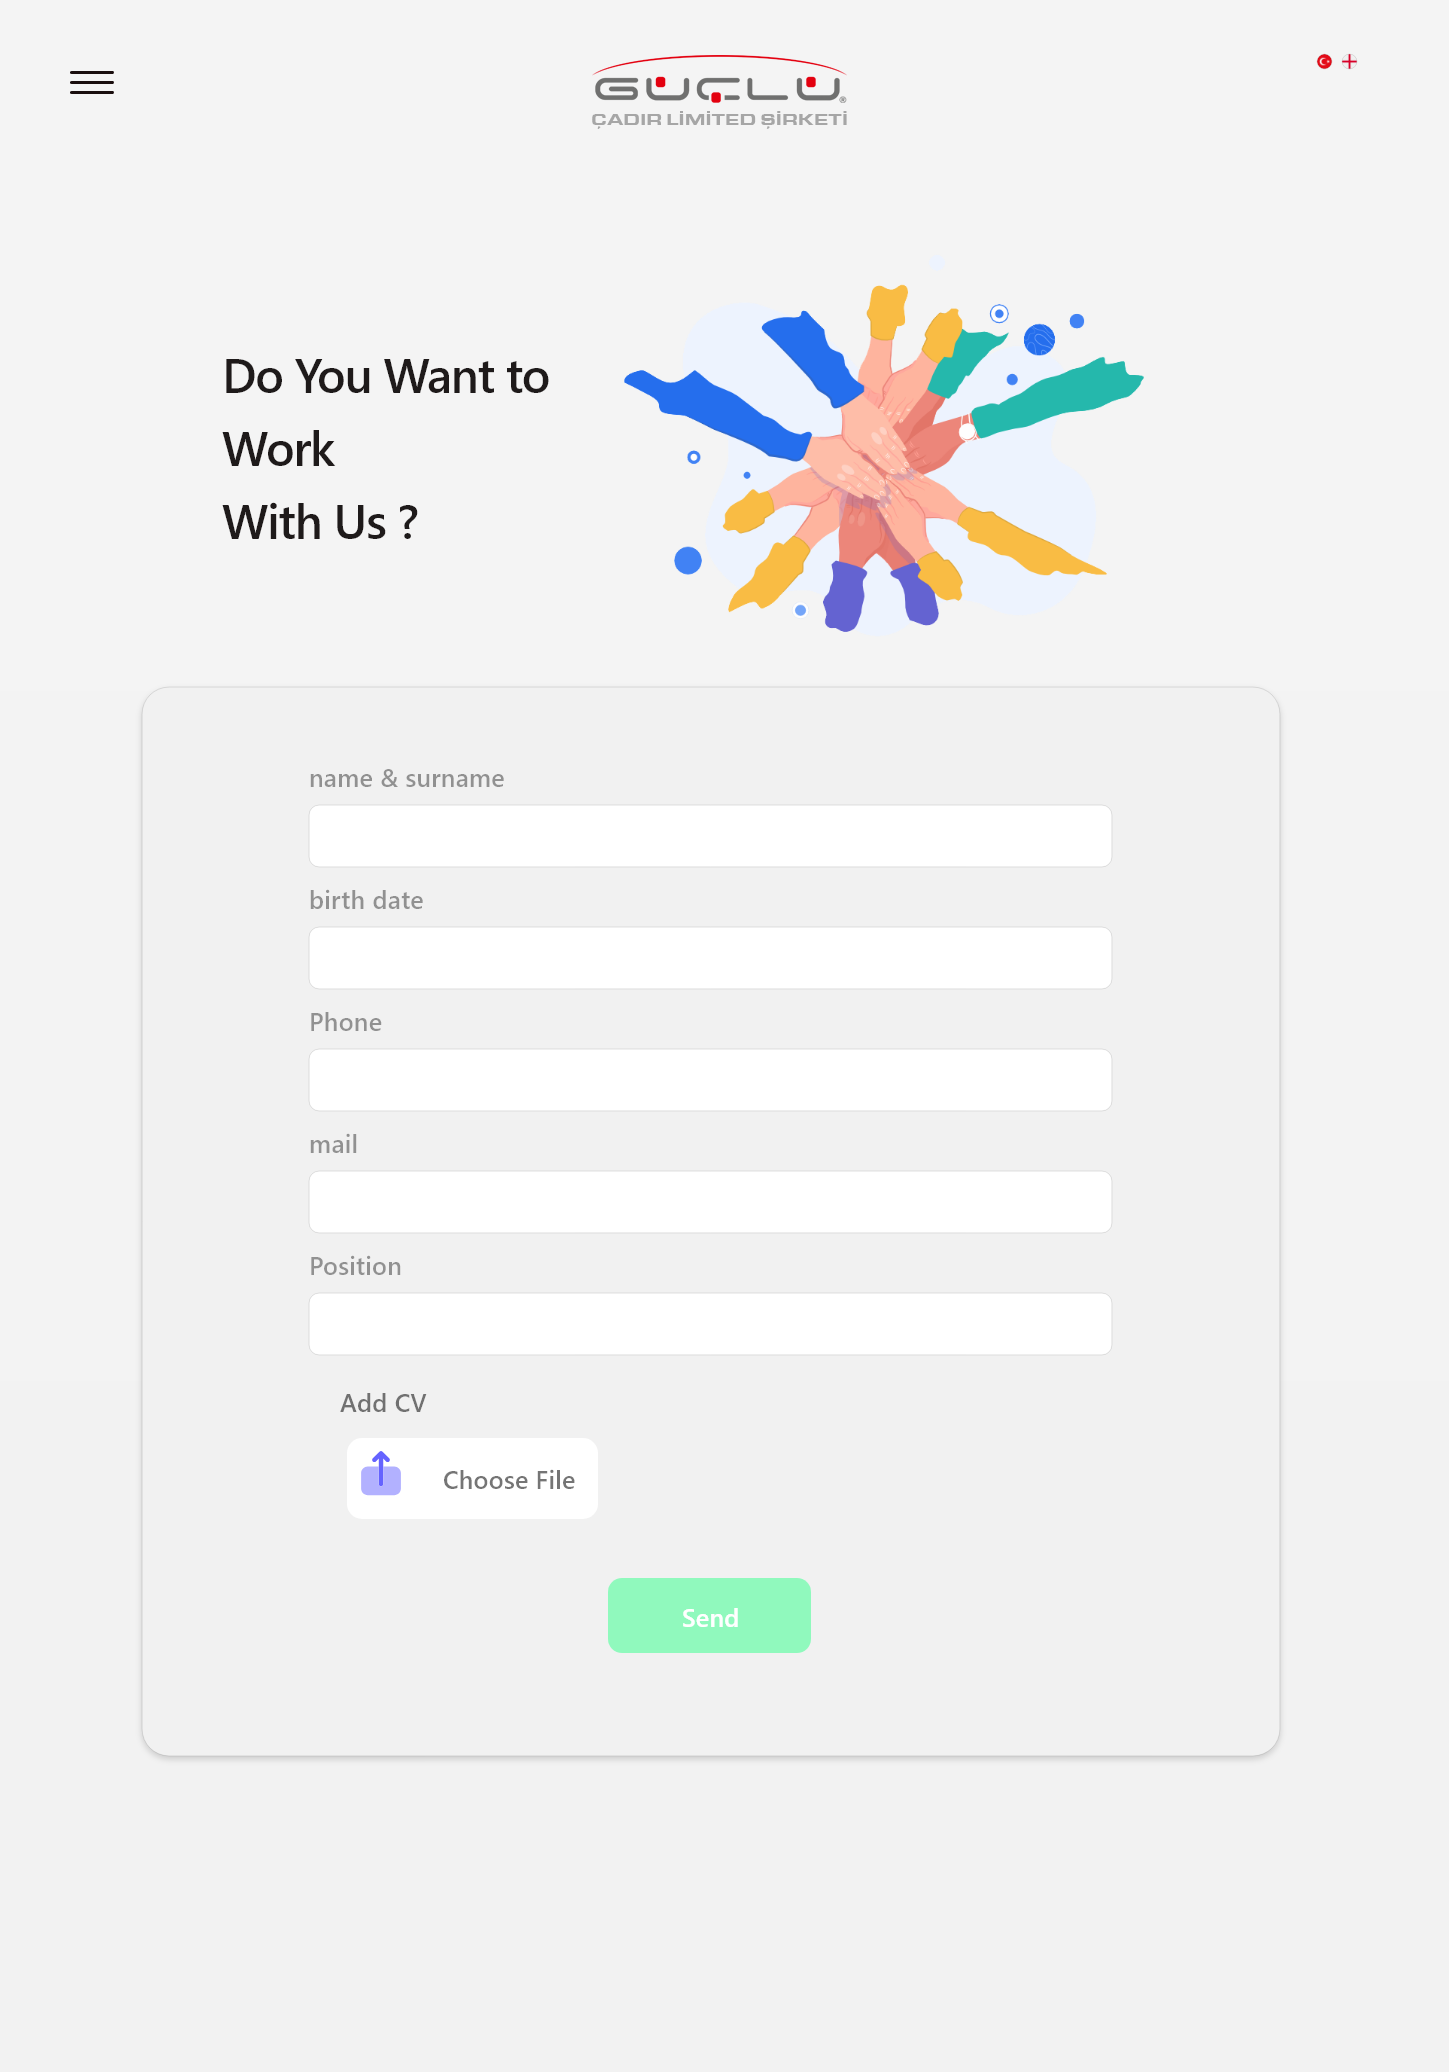 GÜÇLÜ®
ÇADIR LİMİTED ŞİRKETİ
Do You Want to
Work
With Us ?
name & surname
birth date
Phone
mail
Position
Add CV
Choose File
Send